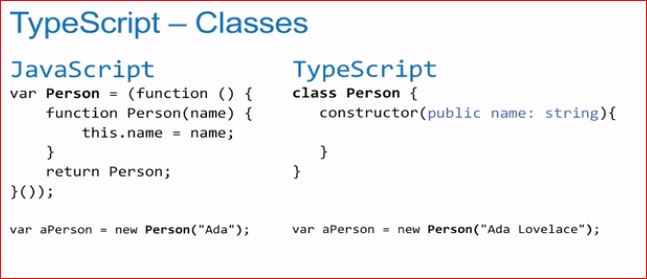 TypeScript – Classes
JavaScript
var Person = (function () {
function Person(name) {
this.name = name;
}
return Person;
}());
var aPerson = new Person("Ada");
TypeScript
class Person {
constructor(public name: string){
}
}
var aPerson = new Person("Ada Lovelace");